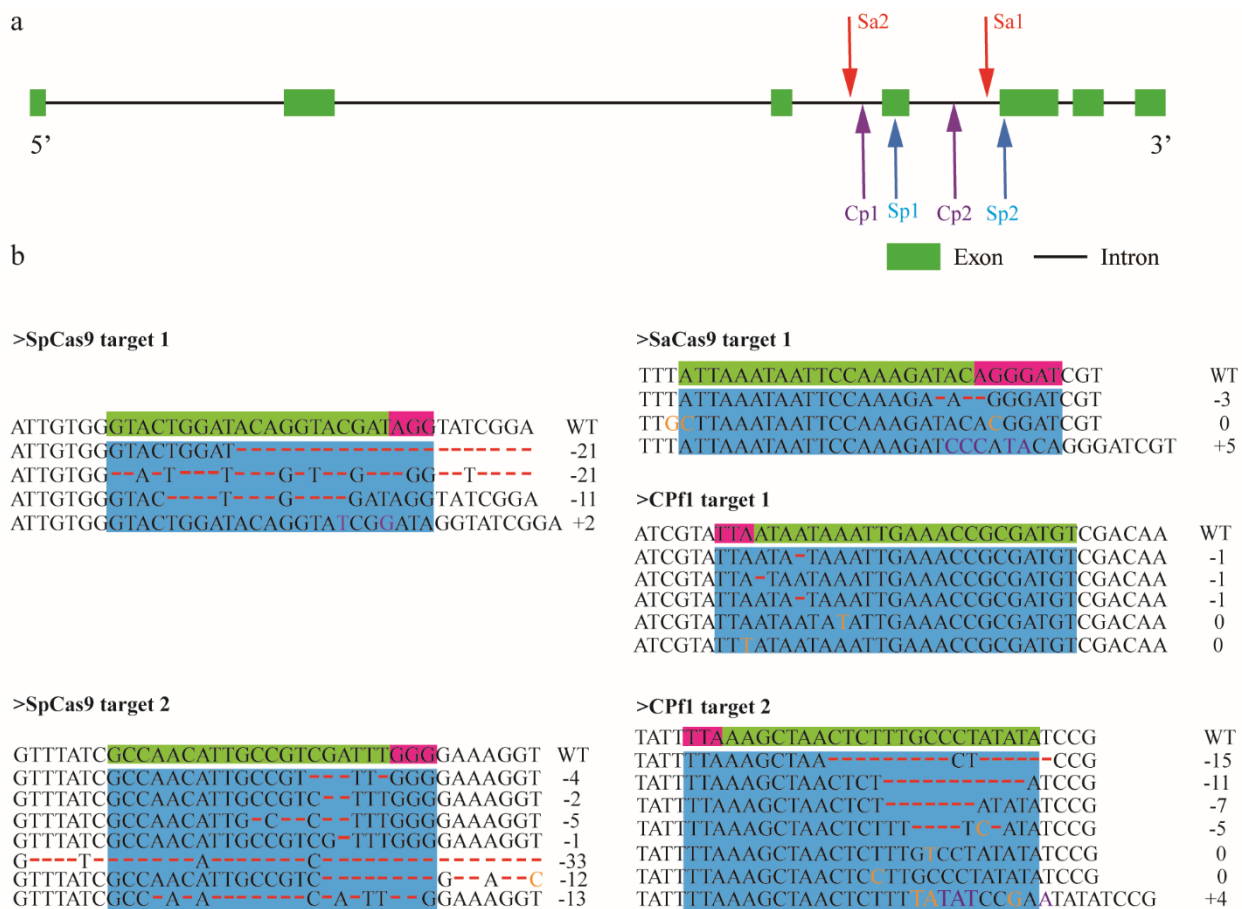 a
Sa2 Sa1
5' 3'
Cp1 Sp1 Cp2 Sp2
b
Exon Intron
>SpCas9 target 1
ATTGTGGGTACTGGATACAGGTACGATAGGTATCGGA WT
ATTGTGGGTACTGGAT--------------------- -21
ATTGTGG--A-T---T---G-T--G---GG--T---- -21
ATTGTGGGTAC----T---G----GATAGGTATCGGA -11
ATTGTGGGTACTGGATACAGGTATCGGATAGGTATCGGA +2
>SpCas9 target 2
GTTTATCGCCAACATTGCCGTCGATTTGGGGAAAGGT WT
GTTTATCGCCAACATTGCCGT---TT-GGGGAAAGGT -4
GTTTATCGCCAACATTGCCGTC--TTTGGGGAAAGGT -2
GTTTATCGCCAACATTG-C--C--TTTGGGGAAAGGT -5
GTTTATCGCCAACATTGCCGTCG-TTTGGGGAAAGGT -1
G----T-------A-------C--------------- -33
GTTTATCGCCAACATTGCCGTC--------G--A--C -12
GTTTATCGCC-A-A-------C-A-TT--GGAAAGGT -13
>SaCas9 target 1
TTTATTAAATAATTCCAAAGATACAGGGATCGT WT
TTTATTAAATAATTCCAAAGA-A--GGGATCGT -3
TTGCTTAAATAATTCCAAAGATACACGGATCGT 0
TTTATTAAATAATTCCAAAGATCCCATACAGGGATCGT +5
>CPf1 target 1
ATCGTATTAATAATAAATTGAAACCGCGATGTCGACAA WT
ATCGTATTAATA-TAAATTGAAACCGCGATGTCGACAA -1
ATCGTATTA-TAATAAATTGAAACCGCGATGTCGACAA -1
ATCGTATTAATA-TAAATTGAAACCGCGATGTCGACAA -1
ATCGTATTAATAATATATTGAAACCGCGATGTCGACAA 0
ATCGTATTTATAATAAATTGAAACCGCGATGTCGACAA 0
>CPf1 target 2
TATTTTAAAGCTAACTCTTTGCCCTATATATCCG WT
TATTTTAAAGCTAA---------CT------CCG -15
TATTTTAAAGCTAACTCT-----------ATCCG -11
TATTTTAAAGCTAACTCT-------ATATATCCG -7
TATTTTAAAGCTAACTCTTT----TC-ATATCCG -5
TATTTTAAAGCTAACTCTTTGTCCTATATATCCG 0
TATTTTAAAGCTAACTCCTTGCCCTATATATCCG 0
TATTTTAAAGCTAACTCTTTTATATCCGAATATATCCG +4